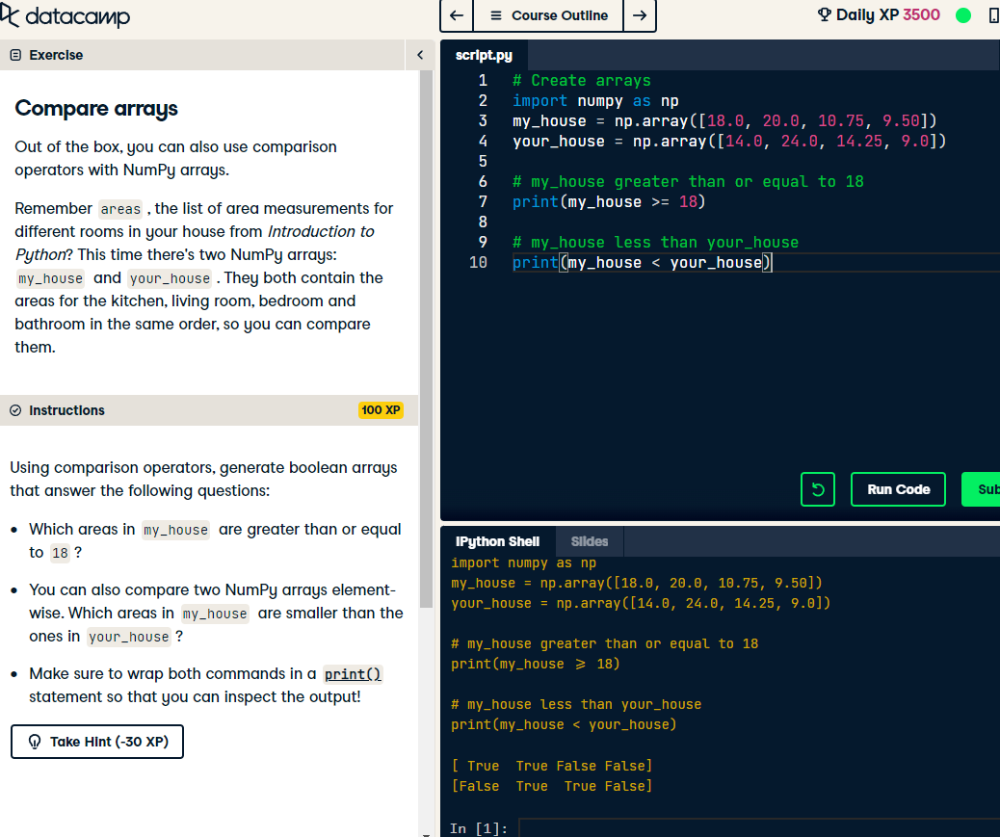 datacamp
Course Outline
Daily XP 3500
Exercise
Compare arrays
Out of the box, you can also use comparison
operators with NumPy arrays.
Remember areas , the list of area measurements for
different rooms in your house from Introduction to
Python? This time there's two NumPy arrays:
my_house and your_house . They both contain the
areas for the kitchen, living room, bedroom and
bathroom in the same order, so you can compare
them.
Instructions
100 XP
Using comparison operators, generate boolean arrays
that answer the following questions:
• Which areas in my_house are greater than or equal
to 18 ?
• You can also compare two NumPy arrays element-
wise. Which areas in my_house are smaller than the
ones in your_house ?
• Make sure to wrap both commands in a print()
statement so that you can inspect the output!
Take Hint (-30 XP)
script.py
1 # Create arrays
2 import numpy as np
3 my_house = np.array([18.0, 20.0, 10.75, 9.50])
4 your_house = np.array([14.0, 24.0, 14.25, 9.0])
5
6 # my_house greater than or equal to 18
7 print(my_house >= 18)
8
9 # my_house less than your_house
10 print(my_house < your_house)
Run Code
Sub
IPython Shell
Slides
import numpy as np
my_house = np.array([18.0, 20.0, 10.75, 9.50])
your_house = np.array([14.0, 24.0, 14.25, 9.0])
# my_house greater than or equal to 18
print(my_house >= 18)
# my_house less than your_house
print(my_house < your_house)
[ True  True False False]
[False  True  True False]
In [1]: